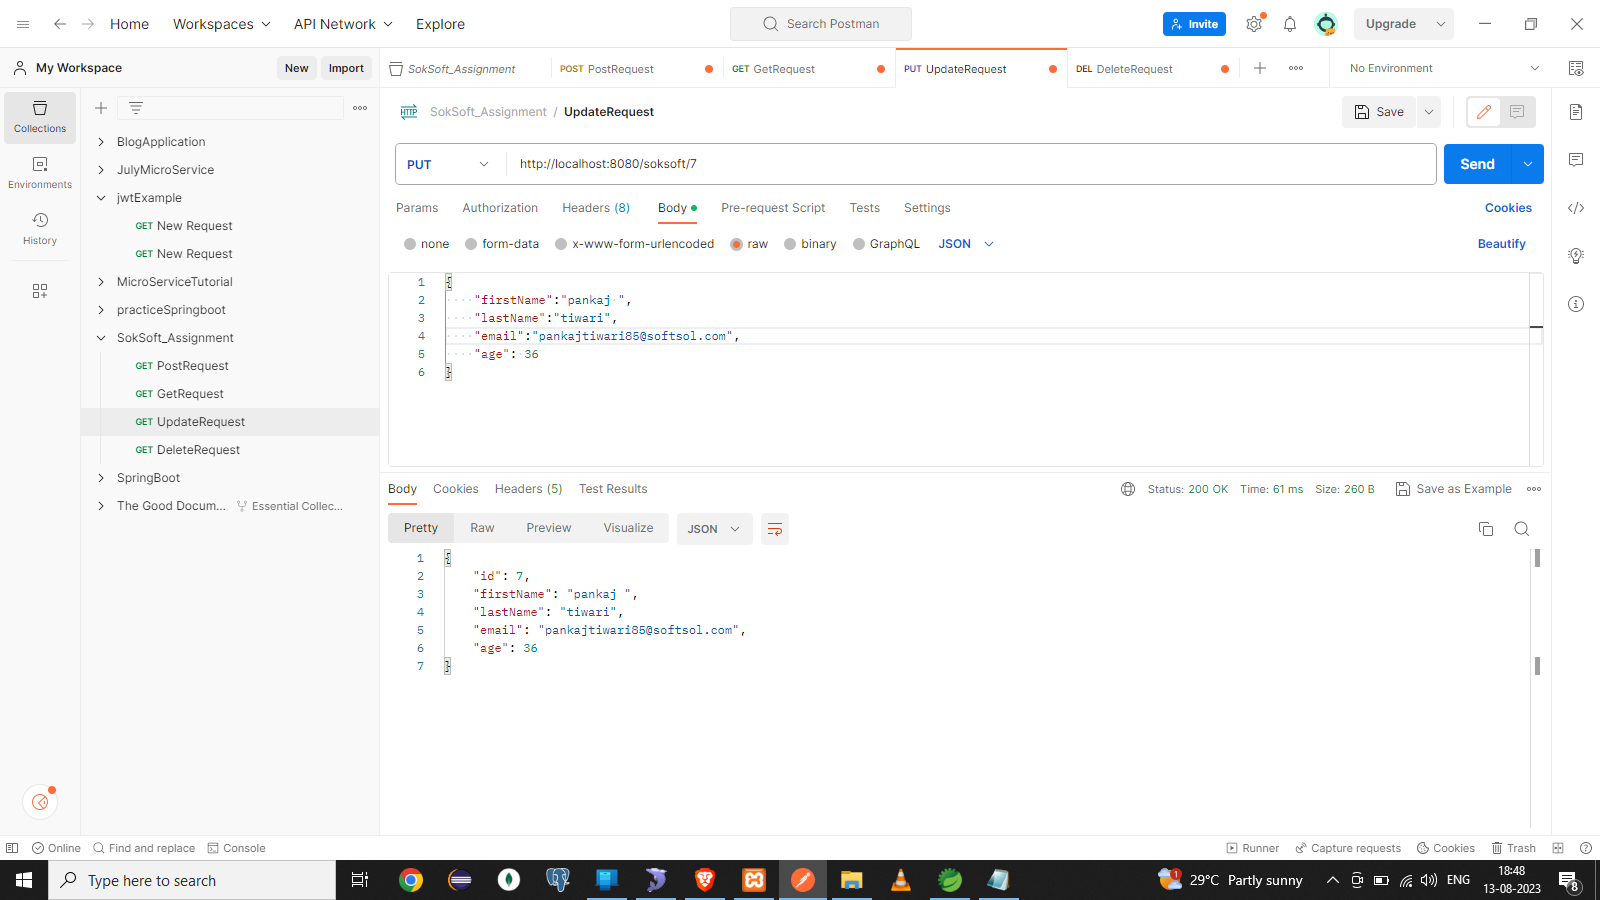 Home Workspaces API Network Explore Search Postman Invite Upgrade
My Workspace New Import SokSoft_Assignment POST PostRequest GET GetRequest PUT UpdateRequest DEL DeleteRequest No Environment
Collections
Environments
History
BlogApplication
JulyMicroService
jwtExample
GET New Request
GET New Request
MicroServiceTutorial
practiceSpringboot
SokSoft_Assignment
GET PostRequest
GET GetRequest
GET UpdateRequest
GET DeleteRequest
SpringBoot
The Good Docum... Essential Collec...
HTTP SokSoft_Assignment / UpdateRequest Save
PUT http://localhost:8080/soksoft/7 Send
Params Authorization Headers (8) Body Pre-request Script Tests Settings Cookies
none form-data x-www-form-urlencoded raw binary GraphQL JSON Beautify
1 {
2 "firstName":"pankaj ",
3 "lastName":"tiwari",
4 "email":"pankajtiwari85@softsol.com",
5 "age": 36
6 }
Body Cookies Headers (5) Test Results Status: 200 OK Time: 61 ms Size: 260 B Save as Example
Pretty Raw Preview Visualize JSON
1 {
2 "id": 7,
3 "firstName": "pankaj ",
4 "lastName": "tiwari",
5 "email": "pankajtiwari85@softsol.com",
6 "age": 36
7 }
Online Find and replace Console Runner Capture requests Cookies Trash
Type here to search 1 29°C Partly sunny ENG 18:48
13-08-2023 8